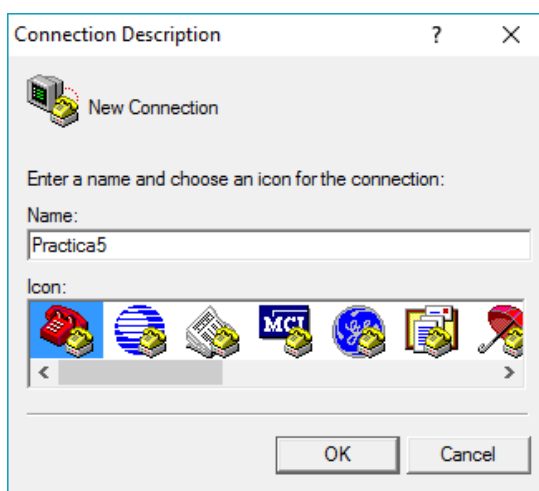 Connection Description
New Connection
Enter a name and choose an icon for the connection:
Name:
Practica5
Icon:
MCI
OK
Cancel